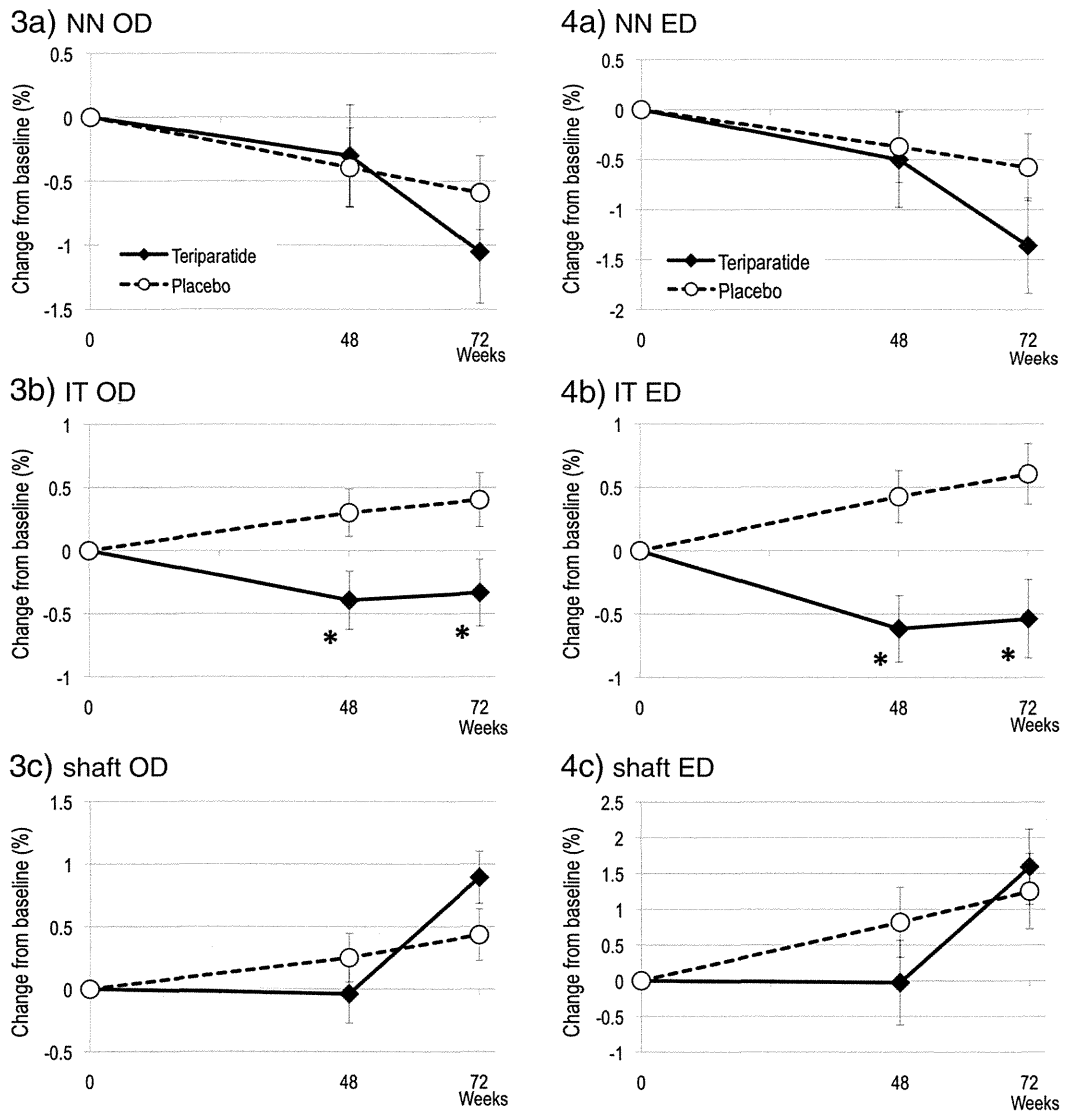 3a) NN OD
Change from baseline (%)
0.5
0
-0.5
-1
-1.5
Teriparatide
Placebo
0
48
72
Weeks
4a) NN ED
Change from baseline (%)
0.5
0
-0.5
-1
-1.5
-2
Teriparatide
Placebo
0
48
72
Weeks
3b) IT OD
Change from baseline (%)
1
0.5
0
-0.5
-1
*
*
0
48
72
Weeks
4b) IT ED
Change from baseline (%)
1
0.5
0
-0.5
-1
*
*
0
48
72
Weeks
3c) shaft OD
Change from baseline (%)
1.5
1
0.5
0
-0.5
0
48
72
Weeks
4c) shaft ED
Change from baseline (%)
2.5
2
1.5
1
0.5
0
-0.5
-1
0
48
72
Weeks